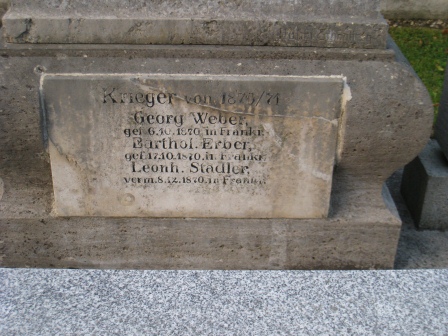 Krieger von 1870/71
Georg Weber,
gef. 6.10. 1870, in Frankr.
Barthol. Erber,
gef. 17.10. 1870, in Frankr.
Leonh. Stadler,
verm. 8.12. 1870, in Frankr.